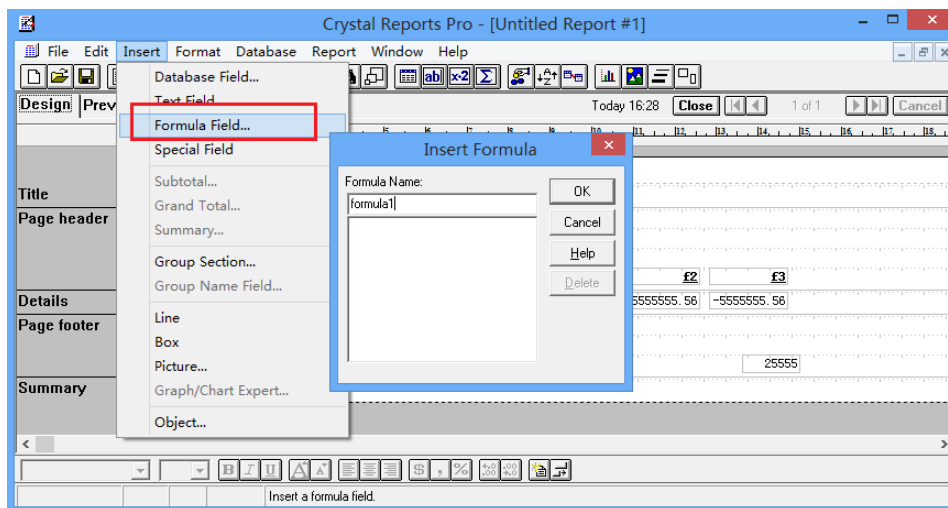 Crystal Reports Pro - [Untitled Report #1]
File Edit Insert Format Database Report Window Help
Design Prev
Today 16:28 Close 1 of 1 Cancel
Database Field...
Text Field
Formula Field...
Special Field
Subtotal...
Grand Total...
Summary...
Group Section...
Group Name Field...
Line
Box
Picture...
Graph/Chart Expert...
Object...
Insert Formula
Formula Name:
formula1
OK
Cancel
Help
Delete
Title
Page header
£2 £3
Details
5555555.56 -5555555.56
Page footer
25555
Summary
B I U A A $ , %
Insert a formula field.